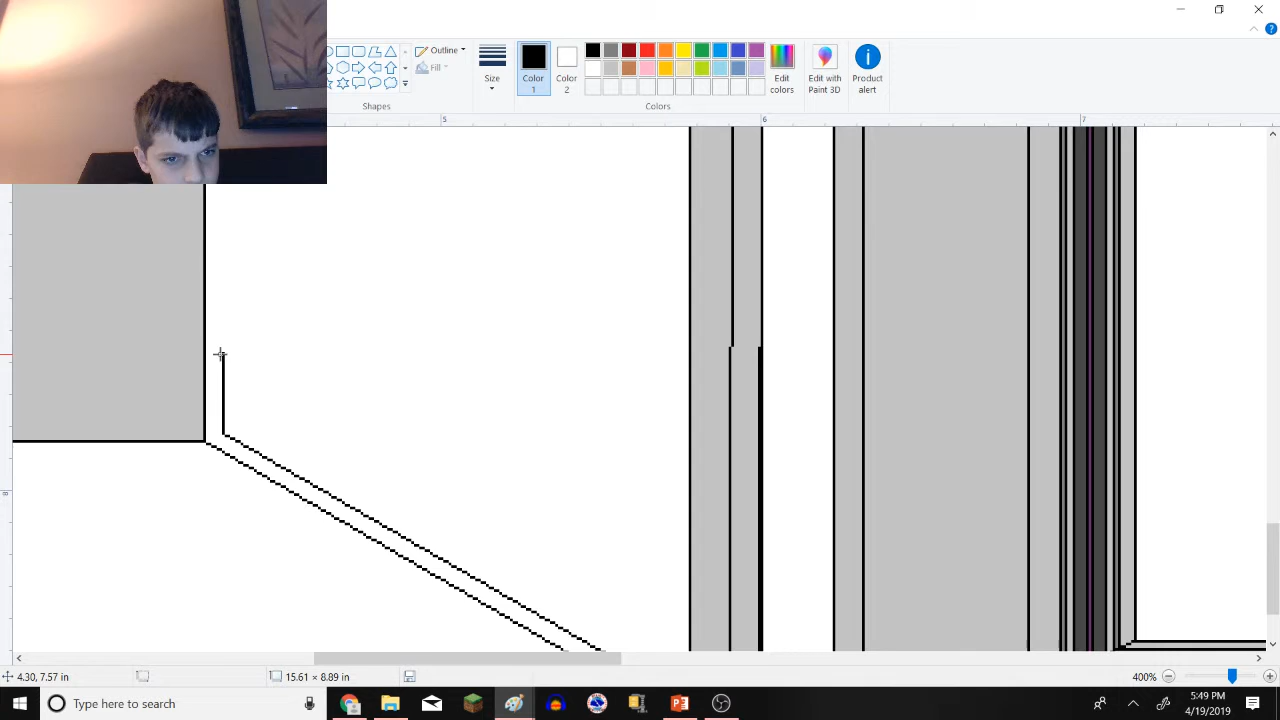 Outline
Fill
Size
Color
1
Color
2
Edit
colors
Edit with
Paint 3D
Product
alert
Shapes
Colors
5
6
7
8
4.30, 7.57 in
15.61 × 8.89 in
400%
Type here to search
5:49 PM
4/19/2019